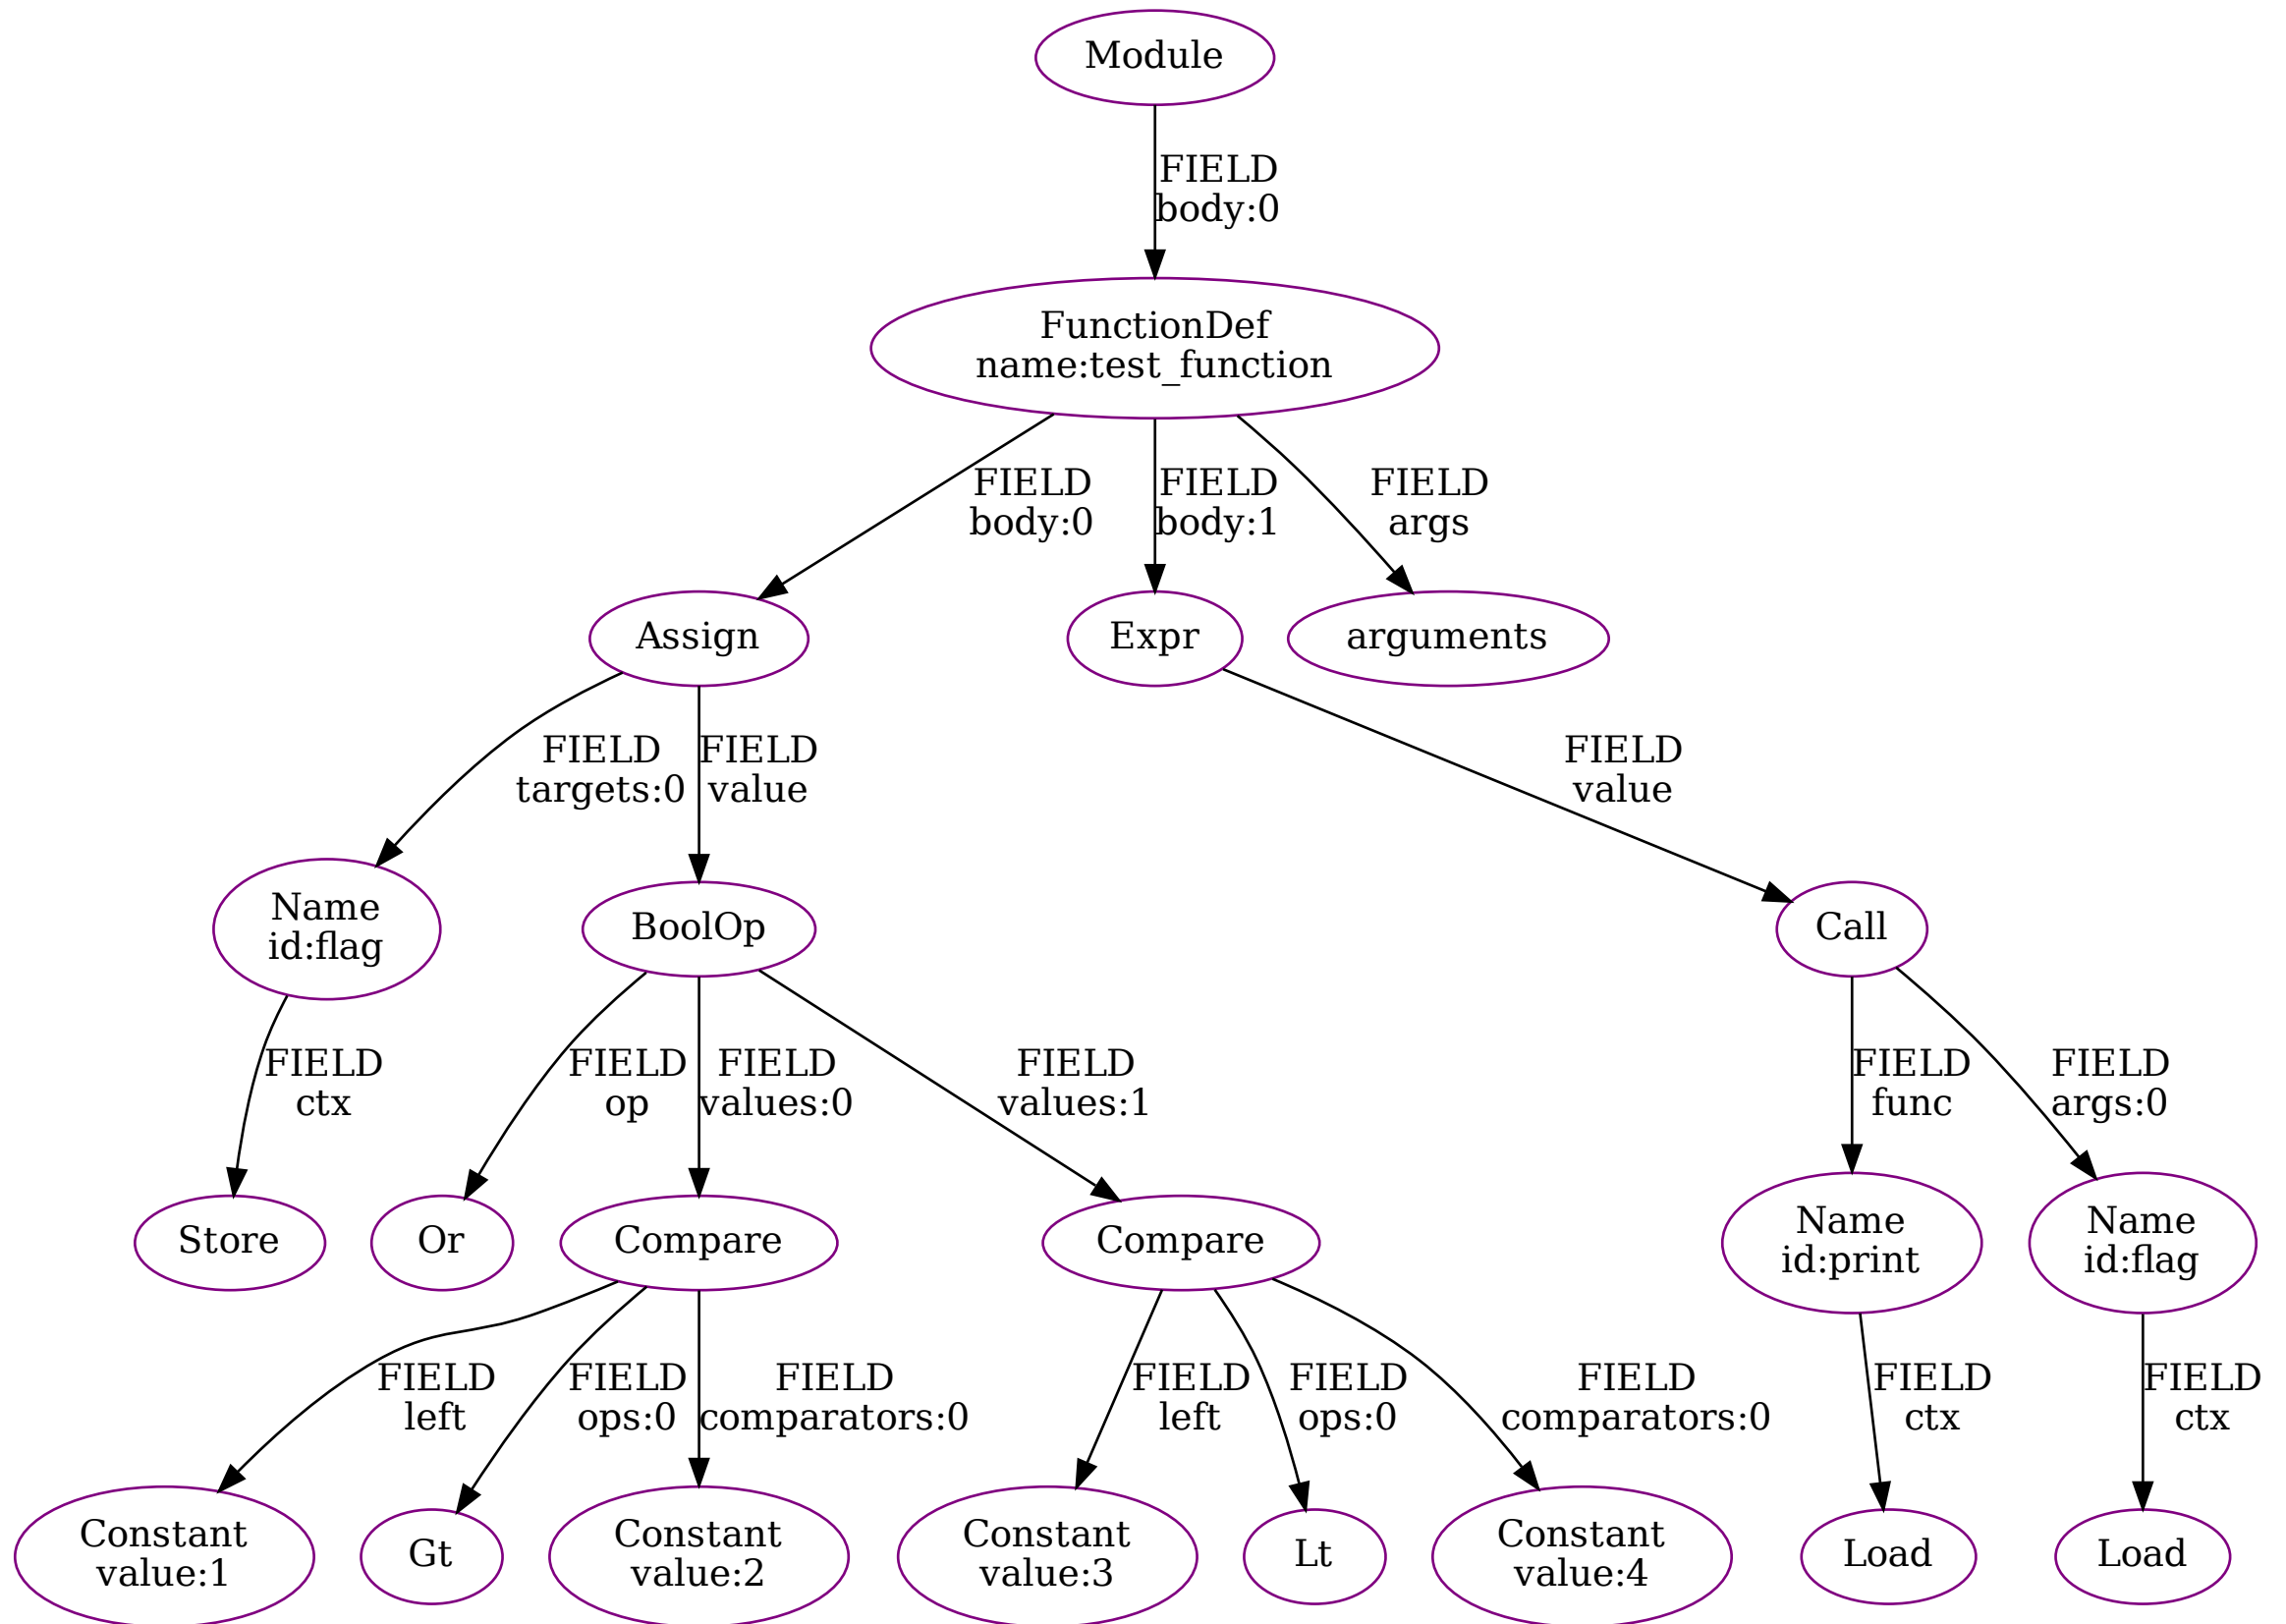 Module
FIELD
body:0
FunctionDef
name:test_function
FIELD
body:0
FIELD
body:1
FIELD
args
Assign
Expr
arguments
FIELD
targets:0
FIELD
value
FIELD
value
Name
id:flag
BoolOp
Call
FIELD
ctx
FIELD
op
FIELD
values:0
FIELD
values:1
FIELD
func
FIELD
args:0
Store
Or
Compare
Compare
Name
id:print
Name
id:flag
FIELD
left
FIELD
ops:0
FIELD
comparators:0
FIELD
left
FIELD
ops:0
FIELD
comparators:0
FIELD
ctx
FIELD
ctx
Constant
value:1
Gt
Constant
value:2
Constant
value:3
Lt
Constant
value:4
Load
Load